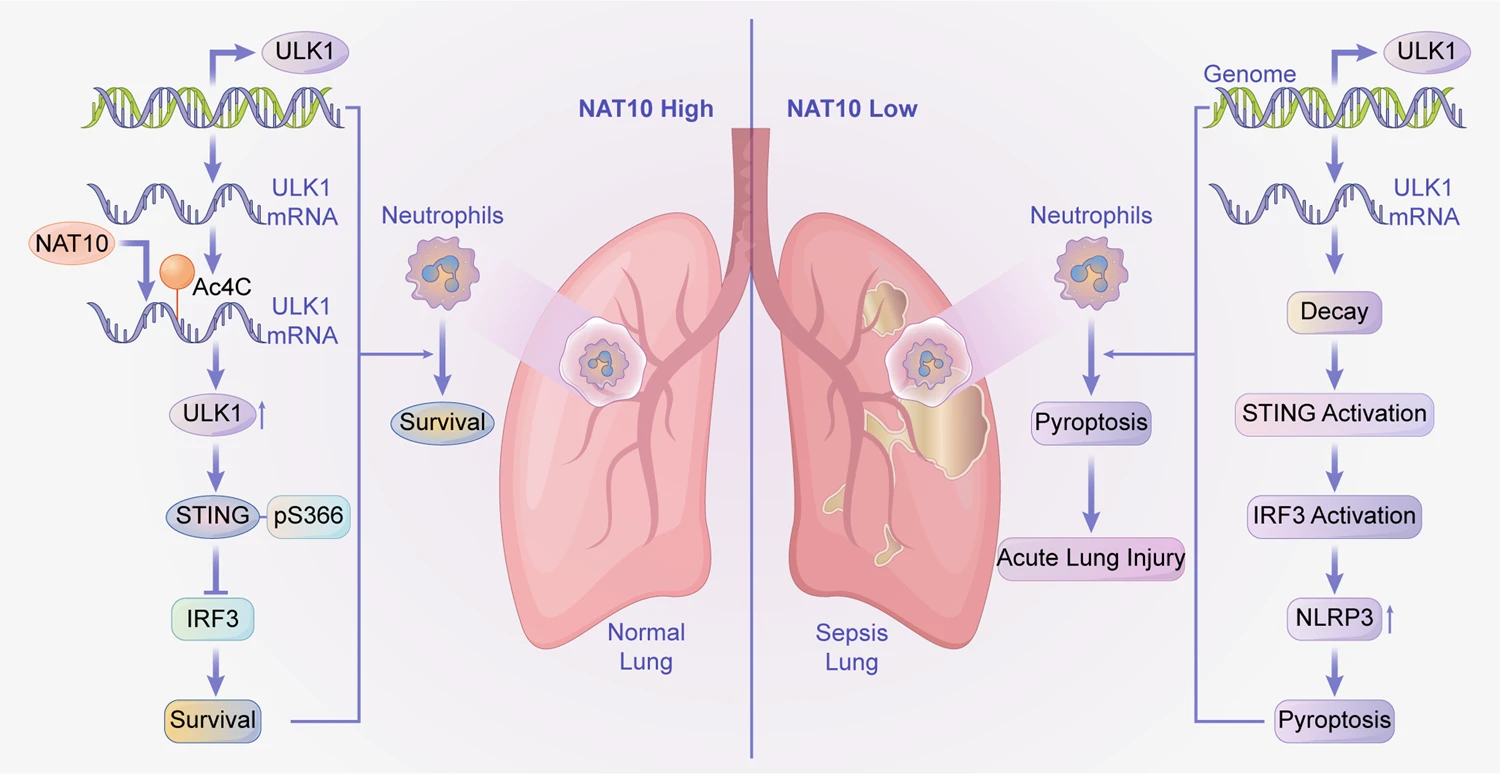 ULK1
ULK1
mRNA
NAT10
Ac4C
ULK1
mRNA
ULK1
STING
pS366
IRF3
Survival
Neutrophils
Survival
NAT10 High
NAT10 Low
Normal
Lung
Sepsis
Lung
Neutrophils
Pyroptosis
Acute Lung Injury
ULK1
Genome
ULK1
mRNA
Decay
STING Activation
IRF3 Activation
NLRP3
Pyroptosis